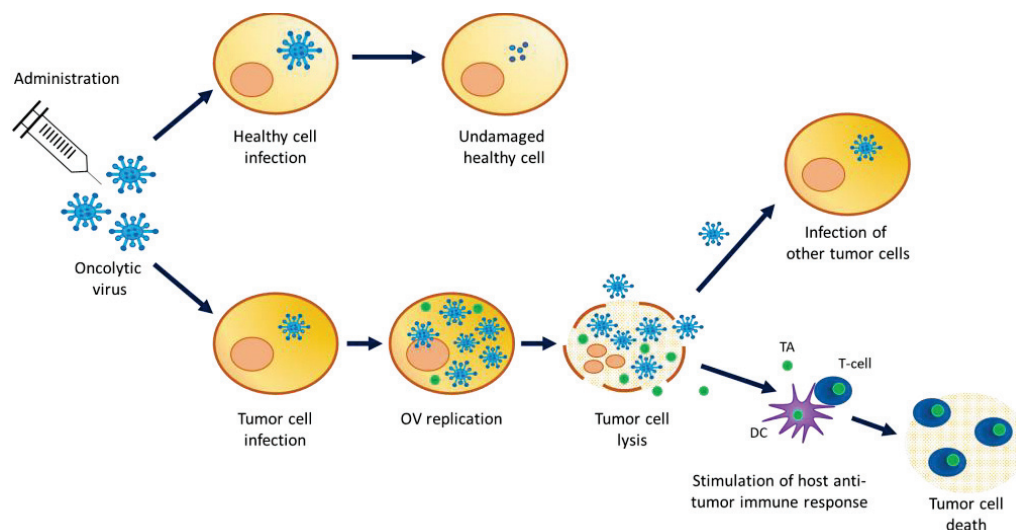 Administration
Oncolytic
virus
Healthy cell
infection
Undamaged
healthy cell
Tumor cell
infection
OV replication
Tumor cell
lysis
Infection of
other tumor cells
TA
T-cell
DC
Stimulation of host anti-
tumor immune response
Tumor cell
death